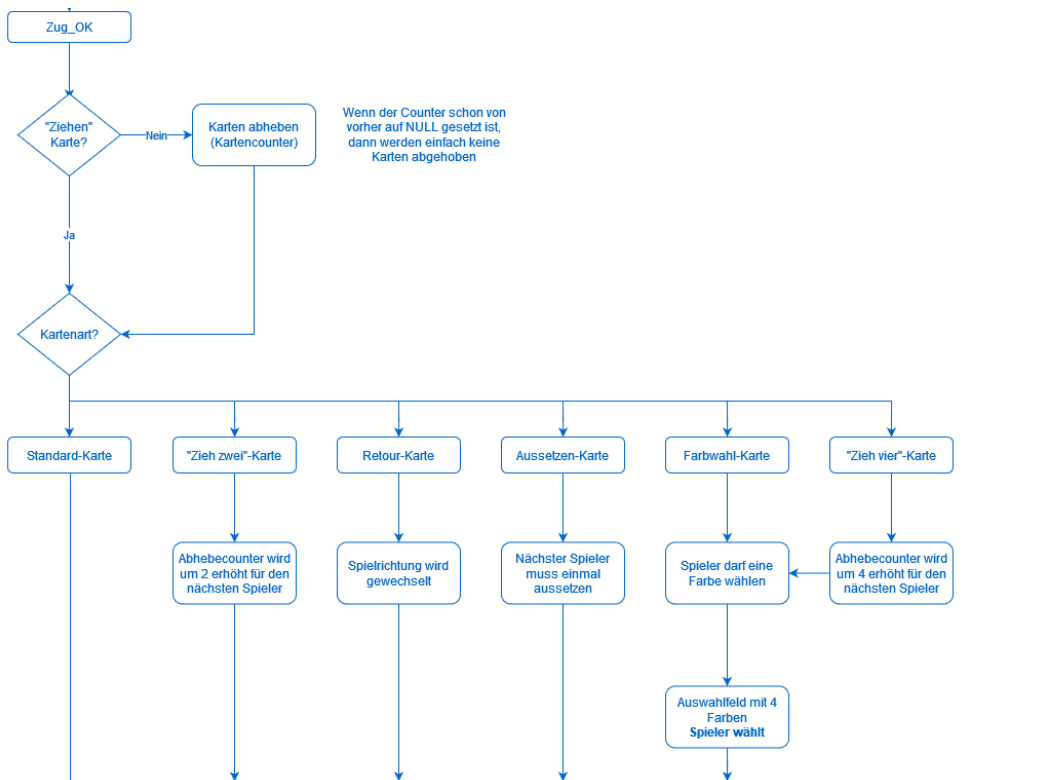 Zug_OK
"Ziehen"
Karte?
Nein
Karten abheben
(Kartencounter)
Wenn der Counter schon von
vorher auf NULL gesetzt ist,
dann werden einfach keine
Karten abgehoben
Ja
Kartenart?
Standard-Karte
"Zieh zwei"-Karte
Retour-Karte
Aussetzen-Karte
Farbwahl-Karte
"Zieh vier"-Karte
Abhebecounter wird
um 2 erhöht für den
nächsten Spieler
Spielrichtung wird
gewechselt
Nächster Spieler
muss einmal
aussetzen
Spieler darf eine
Farbe wählen
Abhebecounter wird
um 4 erhöht für den
nächsten Spieler
Auswahlfeld mit 4
Farben
Spieler wählt